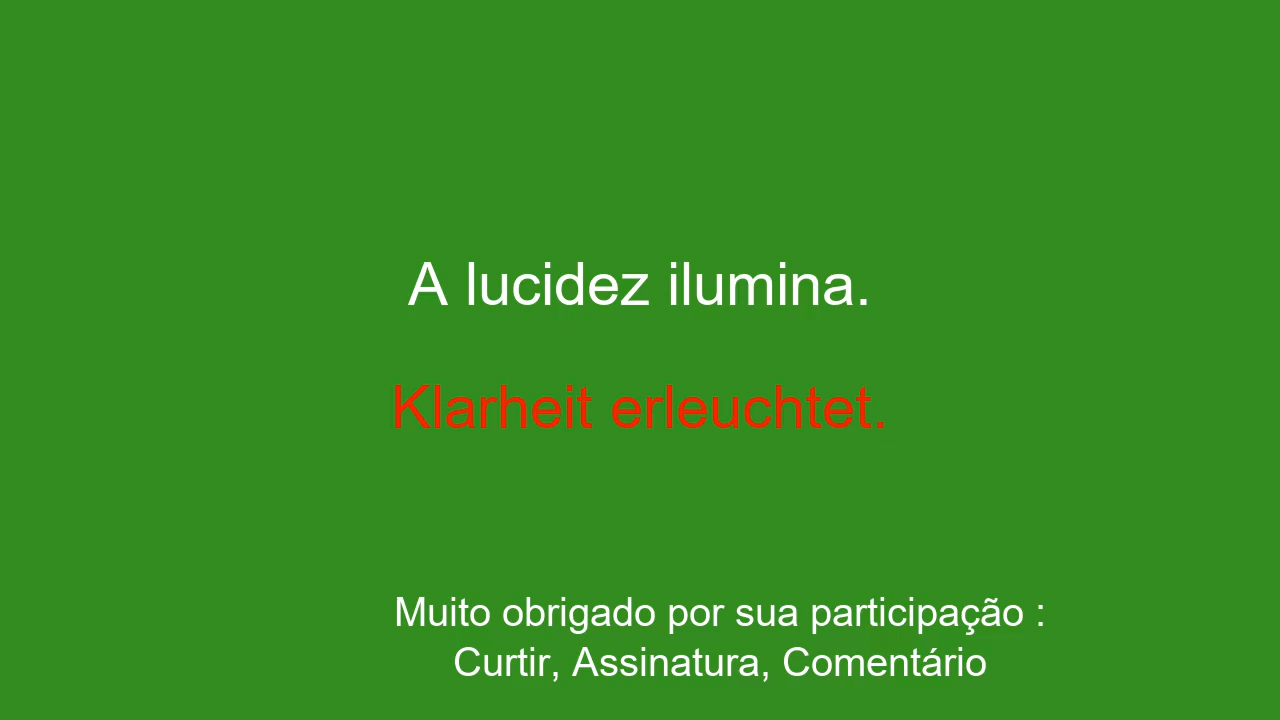 A lucidez ilumina.
Klarheit erleuchtet.
Muito obrigado por sua participação :
Curtir, Assinatura, Comentário